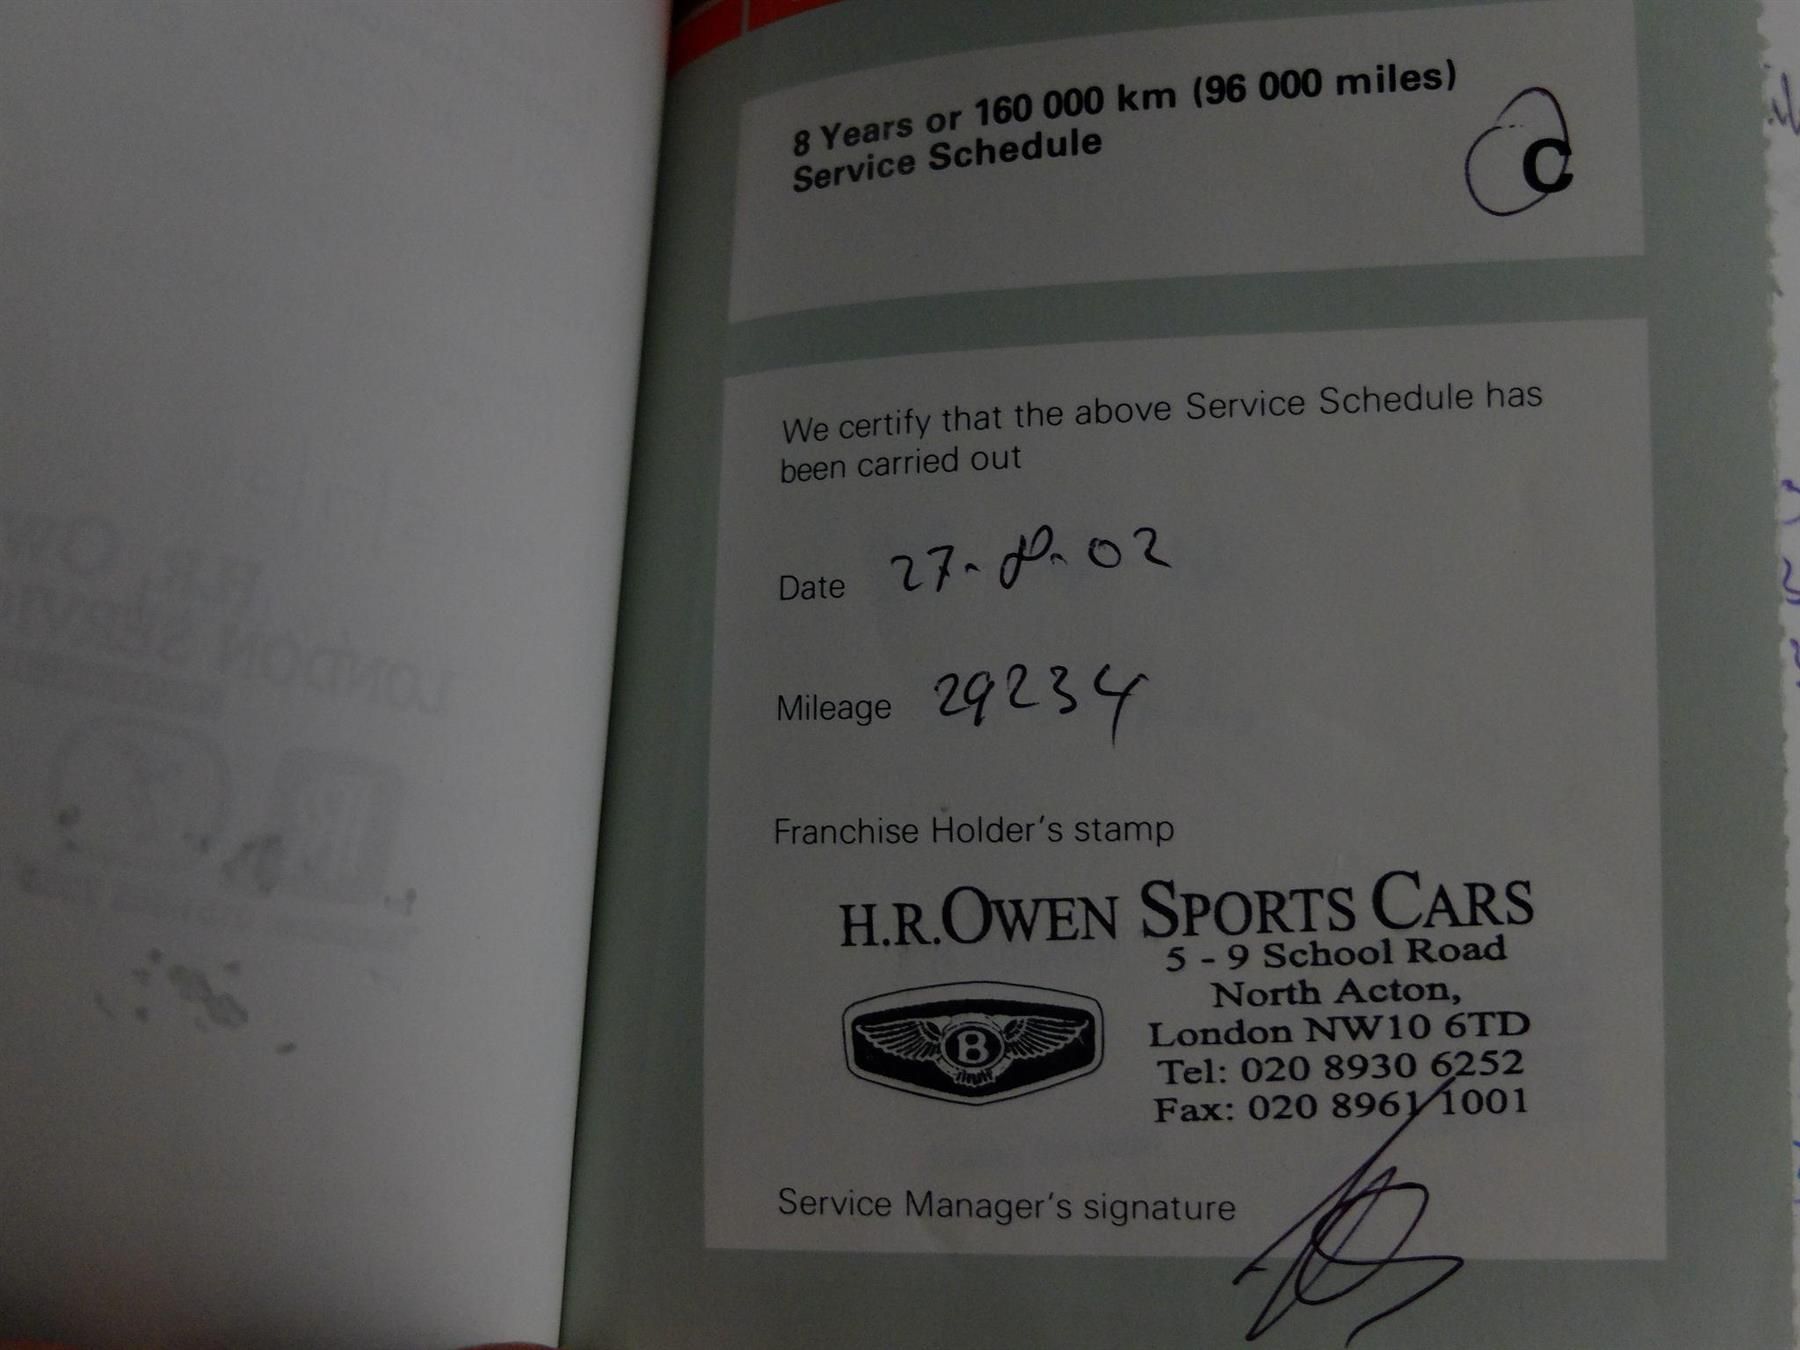 8 Years or 160 000 km (96 000 miles)
Service Schedule
C
We certify that the above Service Schedule has
been carried out
Date 27-8-02
Mileage 29234
Franchise Holder's stamp
H.R. OWEN SPORTS CARS
5 - 9 School Road
North Acton,
London NW10 6TD
Tel: 020 8930 6252
Fax: 020 8961 1001
B
Service Manager's signature